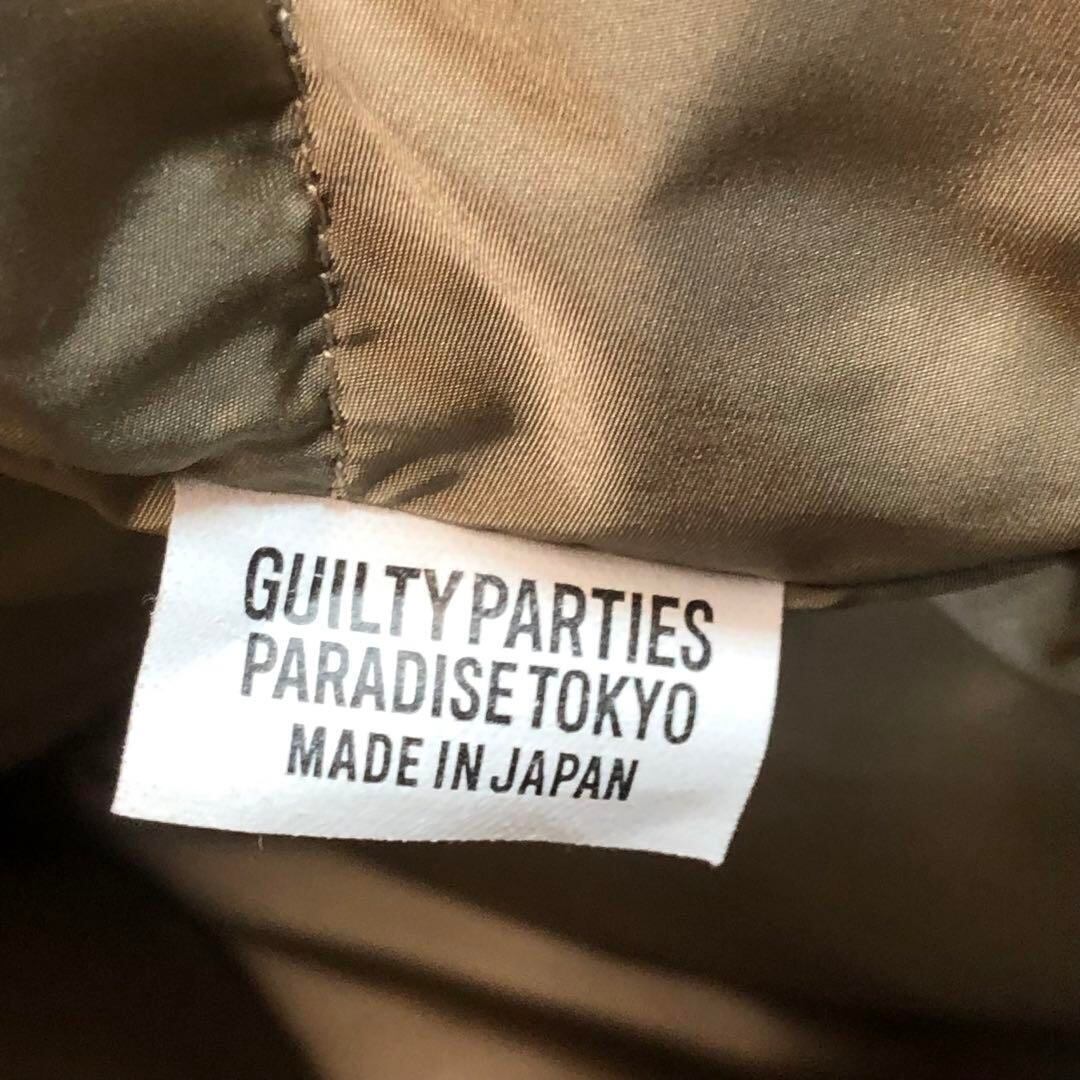 GUILTY PARTIES
PARADISE TOKYO
MADE IN JAPAN